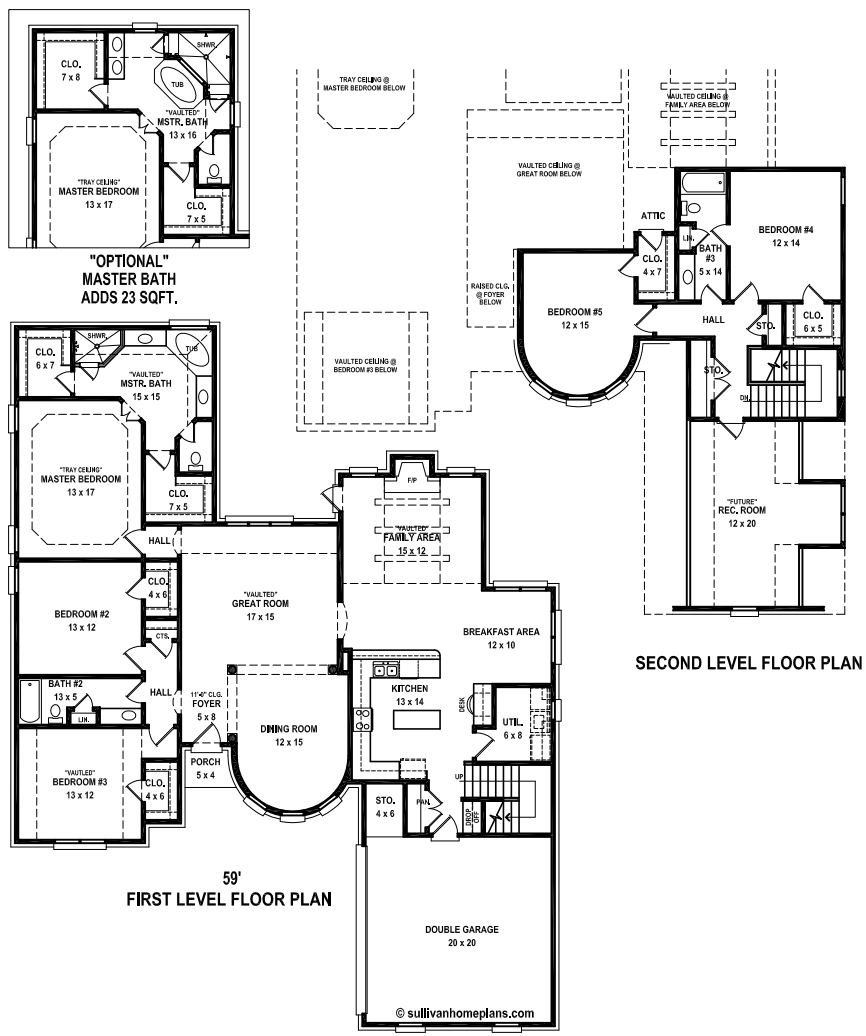 CLO.
7 x 8
SHWR.
TUB
"VAULTED"
MSTR. BATH
13 x 16
"TRAY CEILING"
MASTER BEDROOM
13 x 17
CLO.
7 x 5
"OPTIONAL"
MASTER BATH
ADDS 23 SQFT.
TRAY CEILING @
MASTER BEDROOM BELOW
VAULTED CEILING @
FAMILY AREA BELOW
VAULTED CEILING @
GREAT ROOM BELOW
ATTIC
LIN.
BATH
#3
5 x 14
BEDROOM #4
12 x 14
CLO.
4 x 7
RAISED CLG.
@ FOYER
BELOW
BEDROOM #5
12 x 15
HALL
STO.
CLO.
6 x 5
VAULTED CEILING @
BEDROOM #3 BELOW
STO.
DN.
"FUTURE"
REC. ROOM
12 x 20
SECOND LEVEL FLOOR PLAN
CLO.
6 x 7
SHWR.
TUB
"VAULTED"
MSTR. BATH
15 x 15
"TRAY CEILING"
MASTER BEDROOM
13 x 17
CLO.
7 x 5
HALL
F/P
"VAULTED"
FAMILY AREA
15 x 12
CLO.
4 x 6
BEDROOM #2
13 x 12
"VAULTED"
GREAT ROOM
17 x 15
CTS.
BREAKFAST AREA
12 x 10
BATH #2
13 x 5
LIN.
HALL
11'-0" CLG.
FOYER
5 x 8
KITCHEN
13 x 14
DESK
UTIL.
6 x 8
DINING ROOM
12 x 15
PORCH
5 x 4
"VAUTLED"
BEDROOM #3
13 x 12
CLO.
4 x 6
UP
STO.
4 x 6
PAN.
DROP
OFF
59'
FIRST LEVEL FLOOR PLAN
DOUBLE GARAGE
20 x 20
© sullivanhomeplans.com